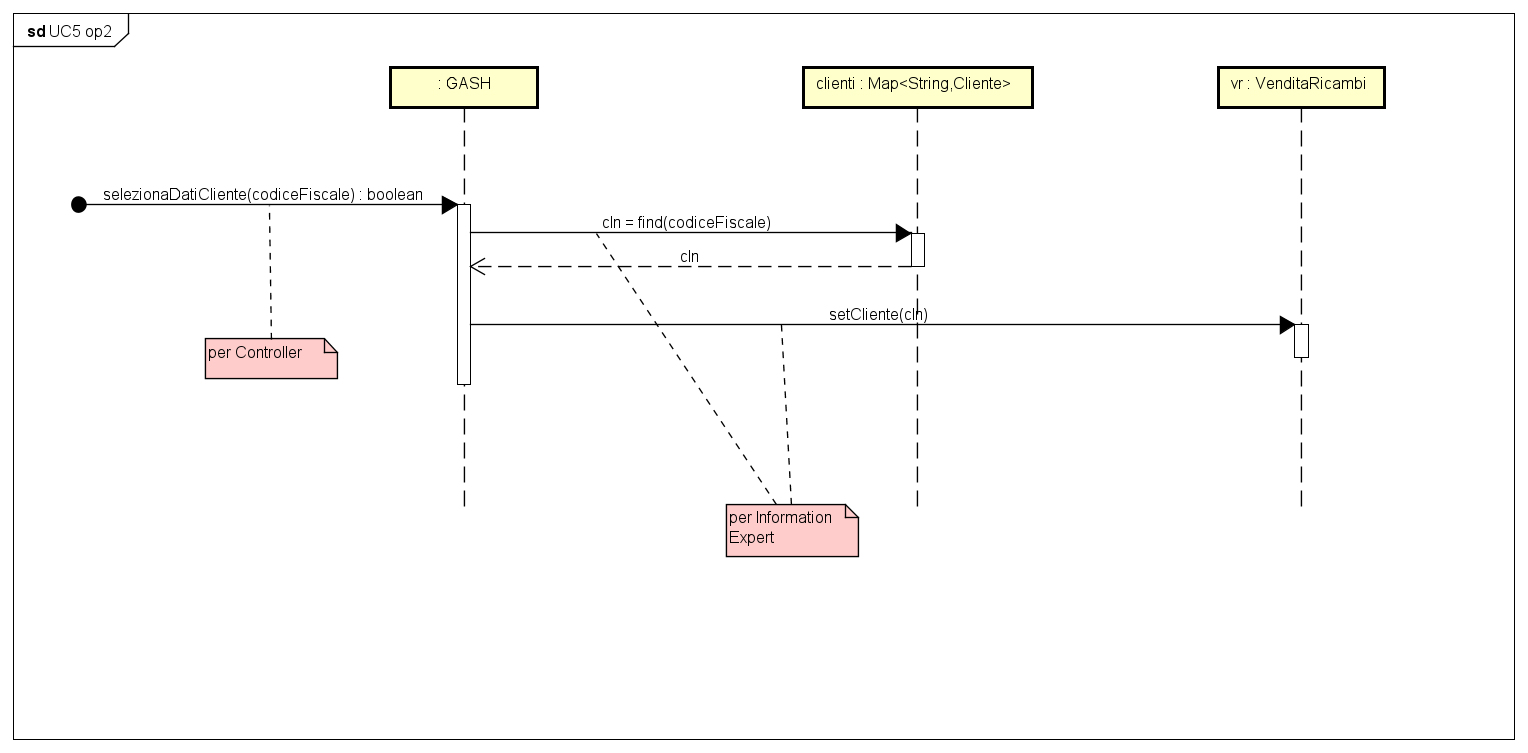 sd UC5 op2
: GASH
clienti : Map<String,Cliente>
vr : VenditaRicambi
selezionaDatiCliente(codiceFiscale) : boolean
cln = find(codiceFiscale)
cln
setCliente(cln)
per Controller
per Information
Expert